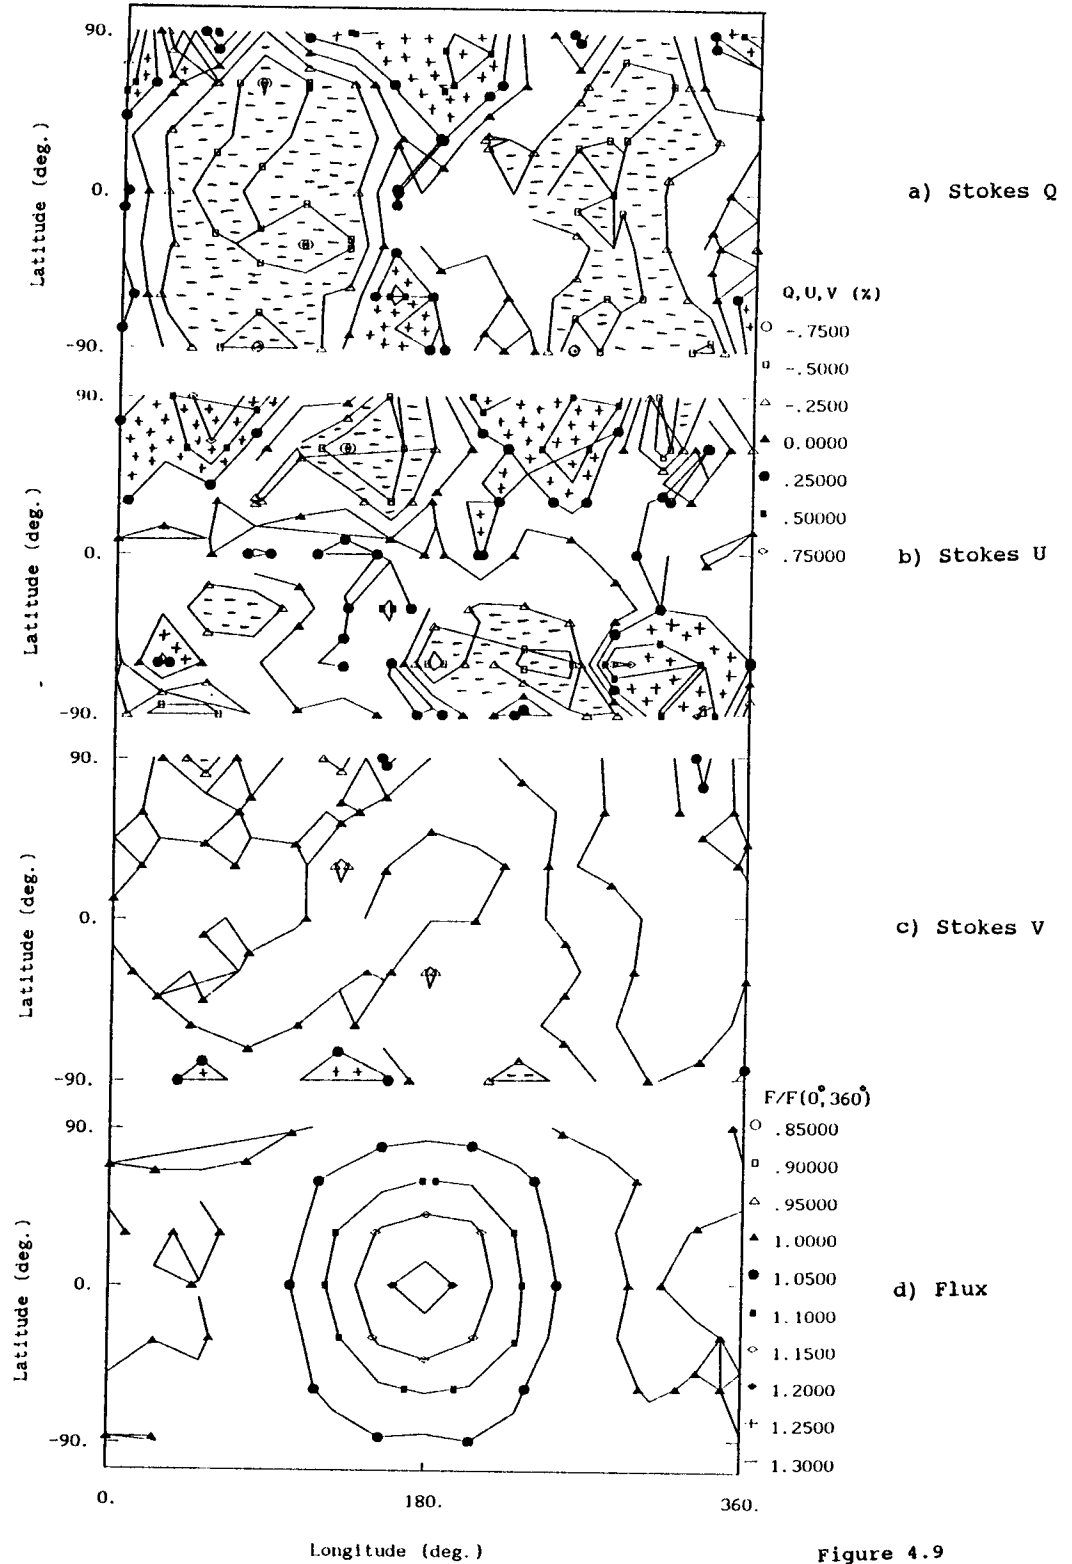 90.
Latitude (deg.)
0.
-90.
a) Stokes Q
Q,U,V (%)
-.7500
-.5000
-.2500
0.0000
.25000
.50000
.75000
90.
Latitude (deg.)
0.
-90.
b) Stokes U
90.
Latitude (deg.)
0.
-90.
c) Stokes V
F/F(0°,360°)
.85000
.90000
.95000
1.0000
1.0500
1.1000
1.1500
1.2000
1.2500
1.3000
90.
Latitude (deg.)
0.
-90.
d) Flux
0.
180.
360.
Longitude (deg.)
Figure 4.9